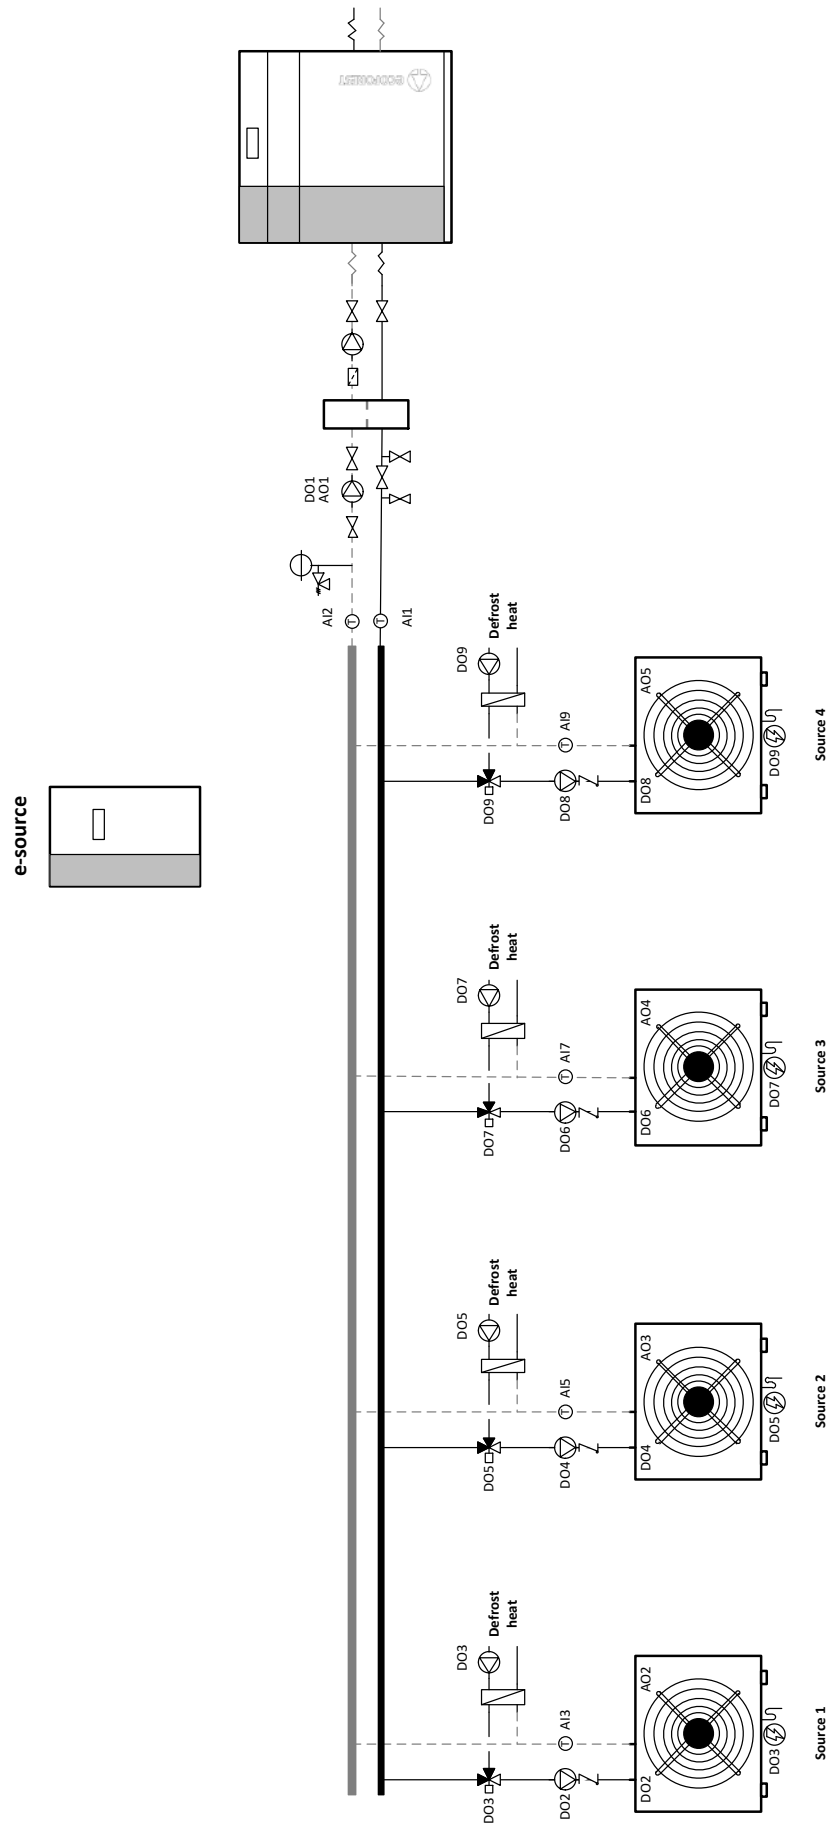 ECOFOREST
DO1
AO1
AI2
AI1
e-source
DO9
Defrost
heat
AI9
DO9
DO8
DO8
AO5
DO9
Source 4
DO7
Defrost
heat
AI7
DO7
DO6
DO6
AO4
DO7
Source 3
DO5
Defrost
heat
AI5
DO5
DO4
DO4
AO3
DO5
Source 2
DO3
Defrost
heat
AI3
DO3
DO2
DO2
AO2
DO3
Source 1